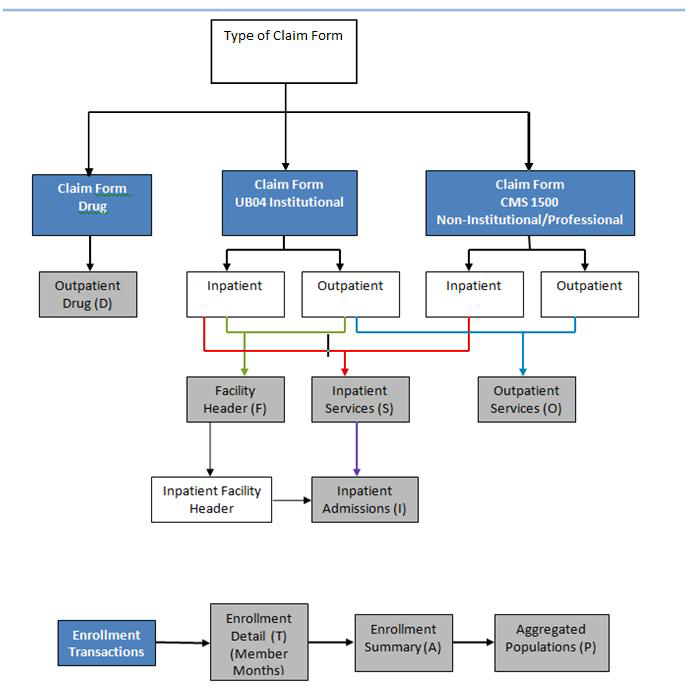 Type of Claim Form
Claim Form
Drug
Claim Form
UB04 Institutional
Claim Form
CMS 1500
Non-Institutional/Professional
Outpatient
Drug (D)
Inpatient
Outpatient
Inpatient
Outpatient
Facility
Header (F)
Inpatient
Services (S)
Outpatient
Services (O)
Inpatient Facility
Header
Inpatient
Admissions (I)
Enrollment
Transactions
Enrollment
Detail (T)
(Member
Months)
Enrollment
Summary (A)
Aggregated
Populations (P)